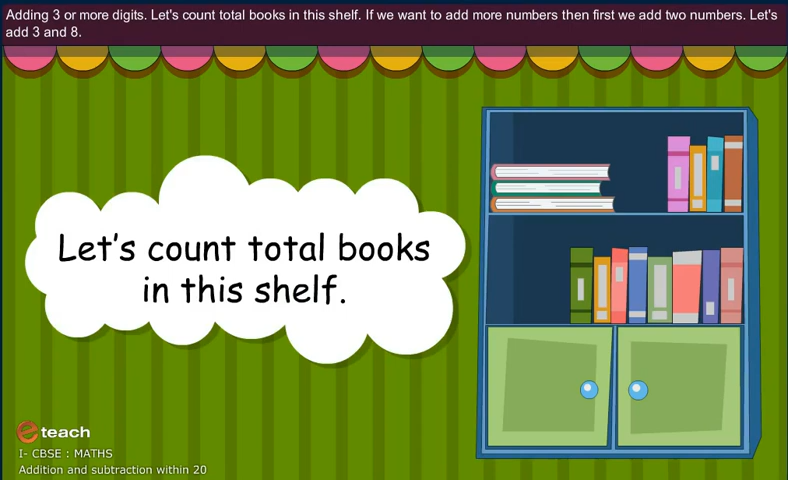 Adding 3 or more digits. Let's count total books in this shelf. If we want to add more numbers then first we add two numbers. Let's
add 3 and 8.
Let's count total books
in this shelf.
e teach
I- CBSE : MATHS
Addition and subtraction within 20